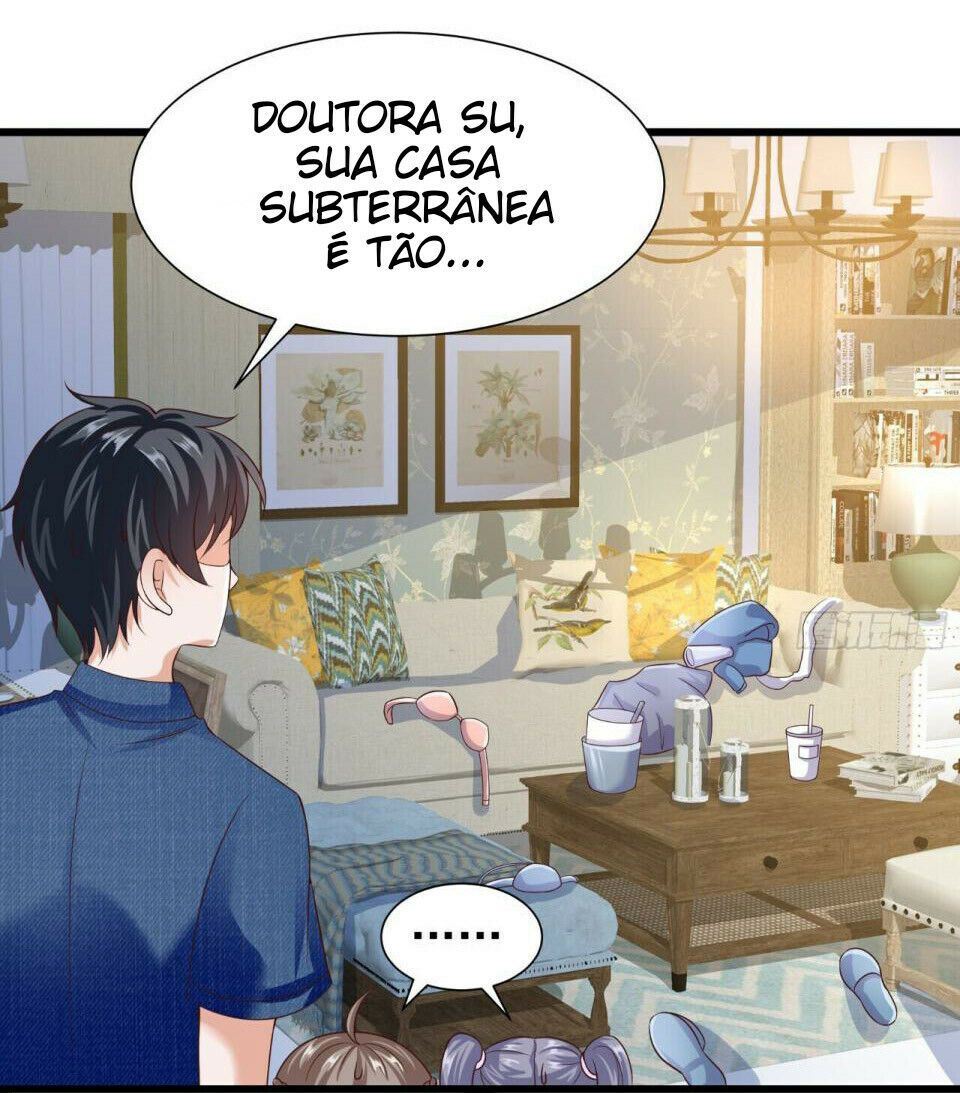 DOUTORA SU,
SUA CASA
SUBTERRÂNEA
É TÃO...
......